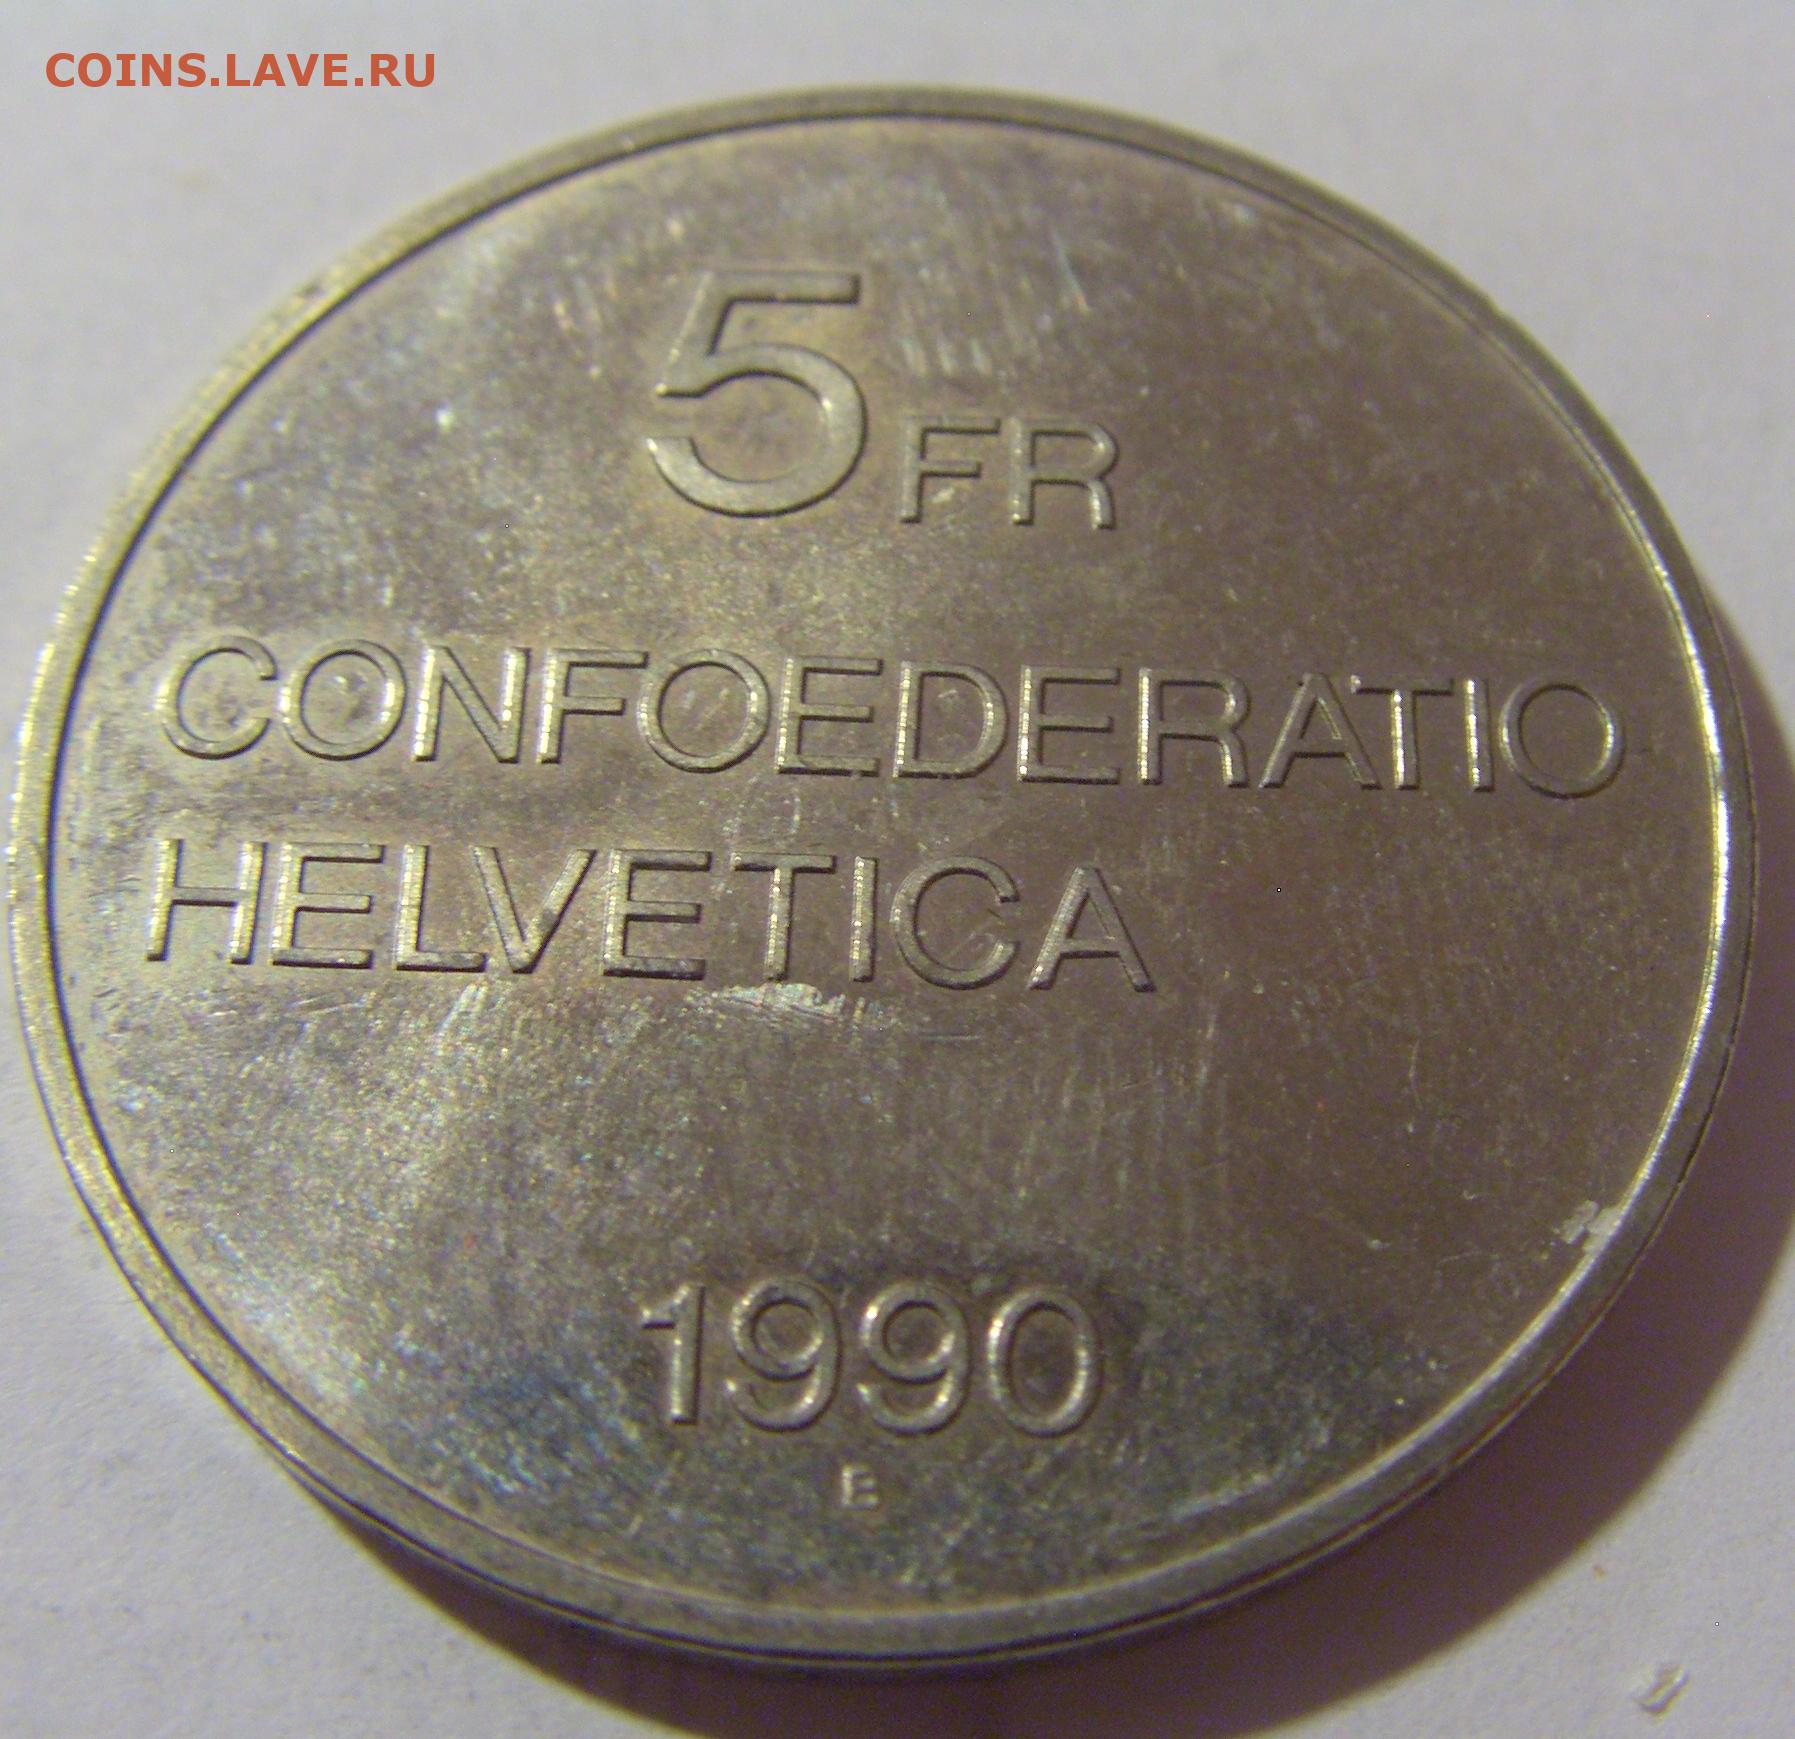 COINS.LAVE.RU
5 FR
CONFOEDERATIO
HELVETICA
1990
E